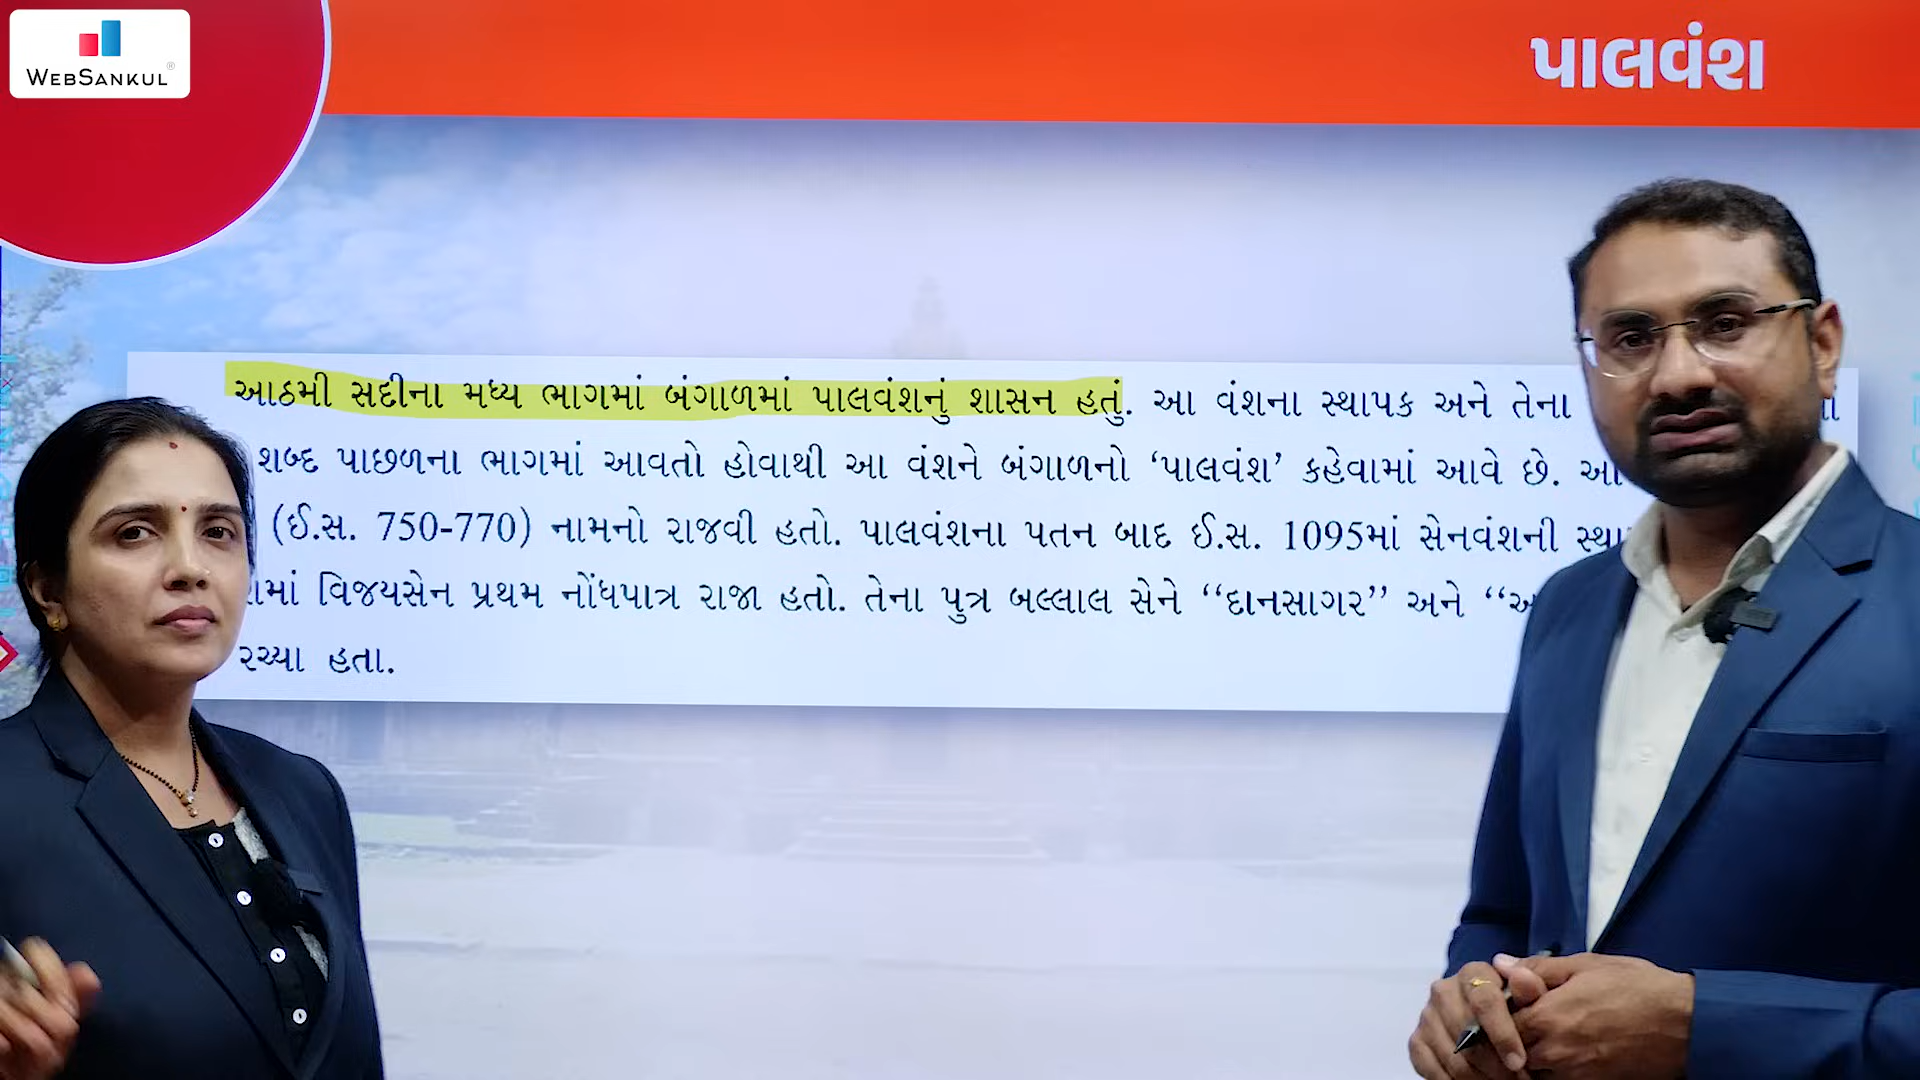 WEBSANKUL®
પાલવંશ
આઠમી સદીના મધ્ય ભાગમાં બંગાળમાં પાલવંશનું શાસન હતું. આ વંશના સ્થાપક અને તેના
શબ્દ પાછળના ભાગમાં આવતો હોવાથી આ વંશને બંગાળનો ‘પાલવંશ’ કહેવામાં આવે છે.
(ઈ.સ. 750-770) નામનો રાજવી હતો. પાલવંશના પતન બાદ ઈ.સ. 1095માં સેનવંશની
વિજયસેન પ્રથમ નોંધપાત્ર રાજા હતો. તેના પુત્ર બલ્લાલ સેને “દાનસાગર” અને
રચ્યા હતા.